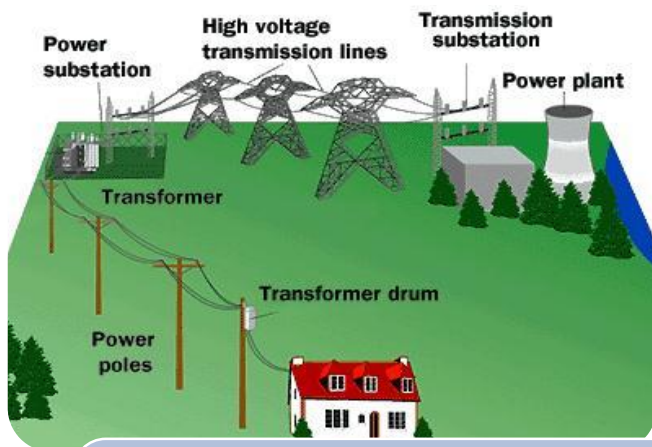 High voltage
transmission lines
Transmission
substation
Power
substation
Power plant
Transformer
Transformer drum
Power
poles